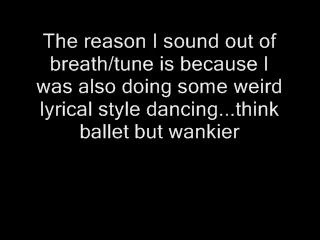 The reason I sound out of
breath/tune is because I
was also doing some weird
lyrical style dancing...think
ballet but wankier